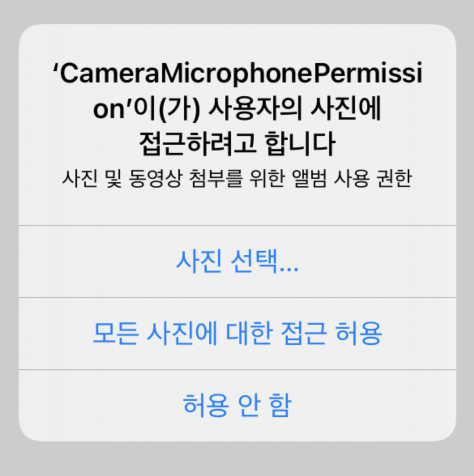 ‘CameraMicrophonePermissi
on’이(가) 사용자의 사진에
접근하려고 합니다
사진 및 동영상 첨부를 위한 앨범 사용 권한
사진 선택...
모든 사진에 대한 접근 허용
허용 안 함